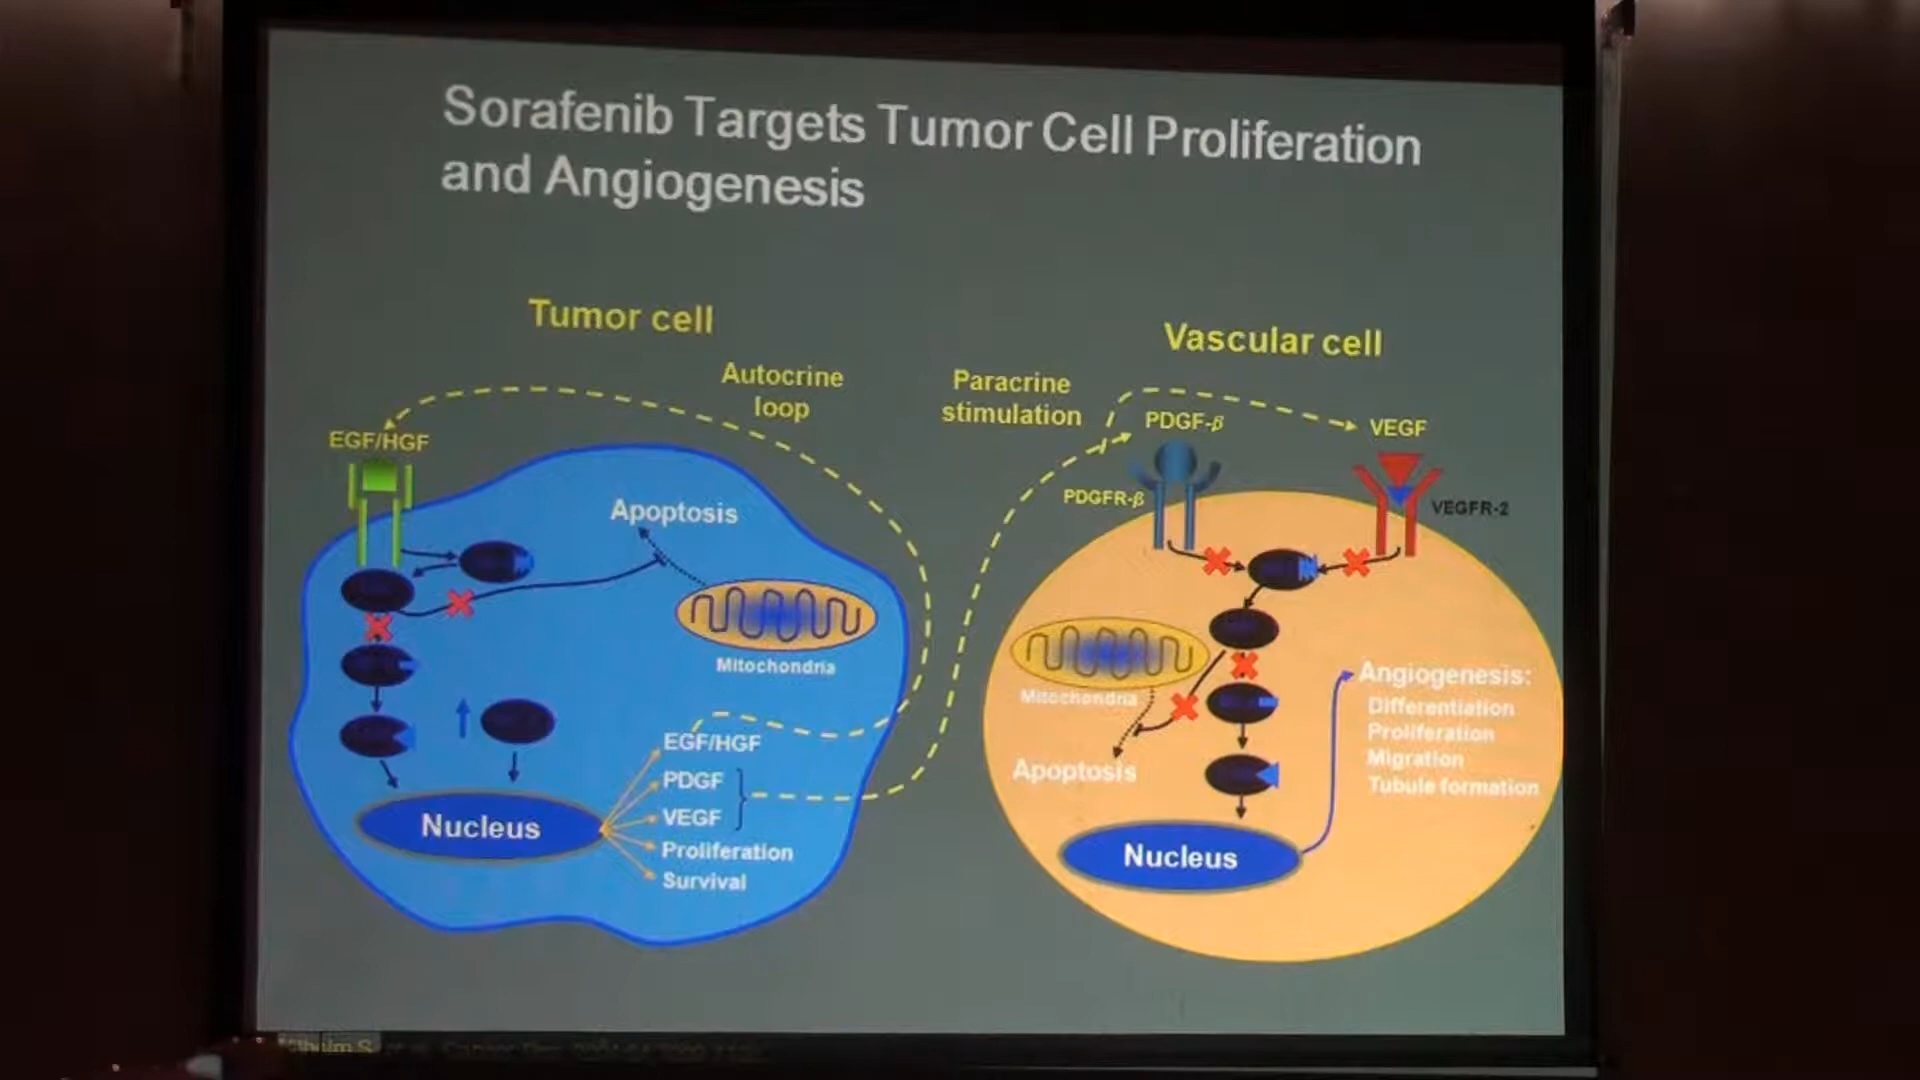 Sorafenib Targets Tumor Cell Proliferation
and Angiogenesis
Tumor cell
Autocrine
loop
EGF/HGF
Apoptosis
Mitochondria
EGF/HGF
PDGF
VEGF
Proliferation
Survival
Nucleus
Paracrine
stimulation
Vascular cell
PDGF-β
VEGF
PDGFR-β
VEGFR-2
Mitochondria
Apoptosis
Angiogenesis:
Differentiation
Proliferation
Migration
Tubule formation
Nucleus